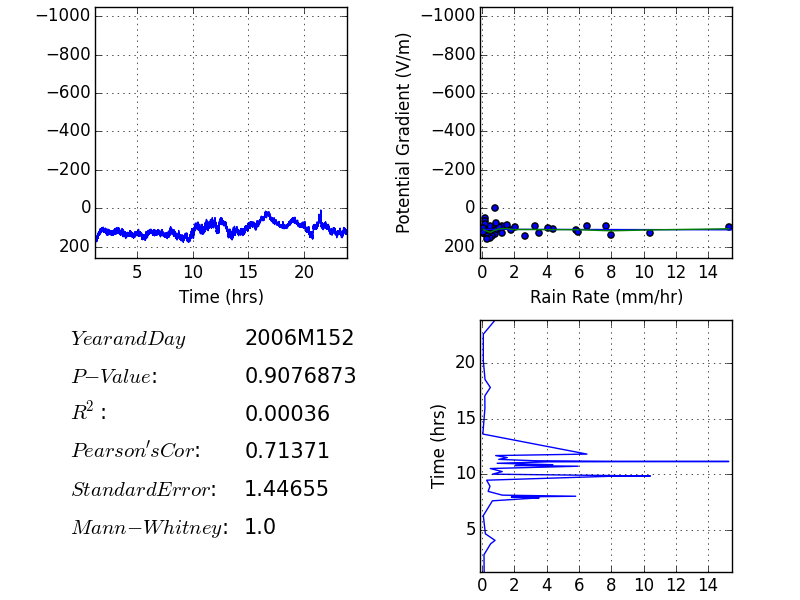 −1000
−800
−600
−400
−200
0
200
5 10 15 20
Time (hrs)
Potential Gradient (V/m)
−1000
−800
−600
−400
−200
0
200
0 2 4 6 8 10 12 14
Rain Rate (mm/hr)
YearandDay 2006M152
P−Value: 0.9076873
R²: 0.00036
Pearson'sCor: 0.71371
StandardError: 1.44655
Mann−Whitney: 1.0
Time (hrs)
20
15
10
5
0 2 4 6 8 10 12 14